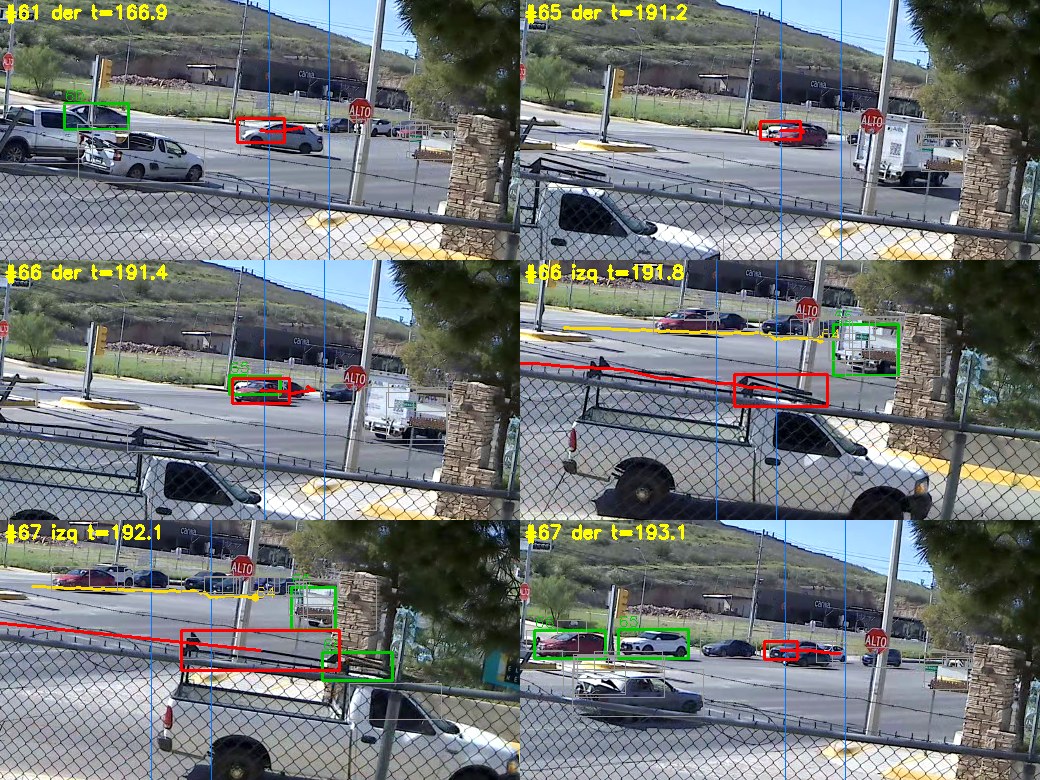 #61 der t=166.9
ALTO
#65 der t=191.2
ALTO
#66 der t=191.4
ALTO
#66 izq t=191.8
ALTO
#67 izq t=192.1
ALTO
#67 der t=193.1
ALTO